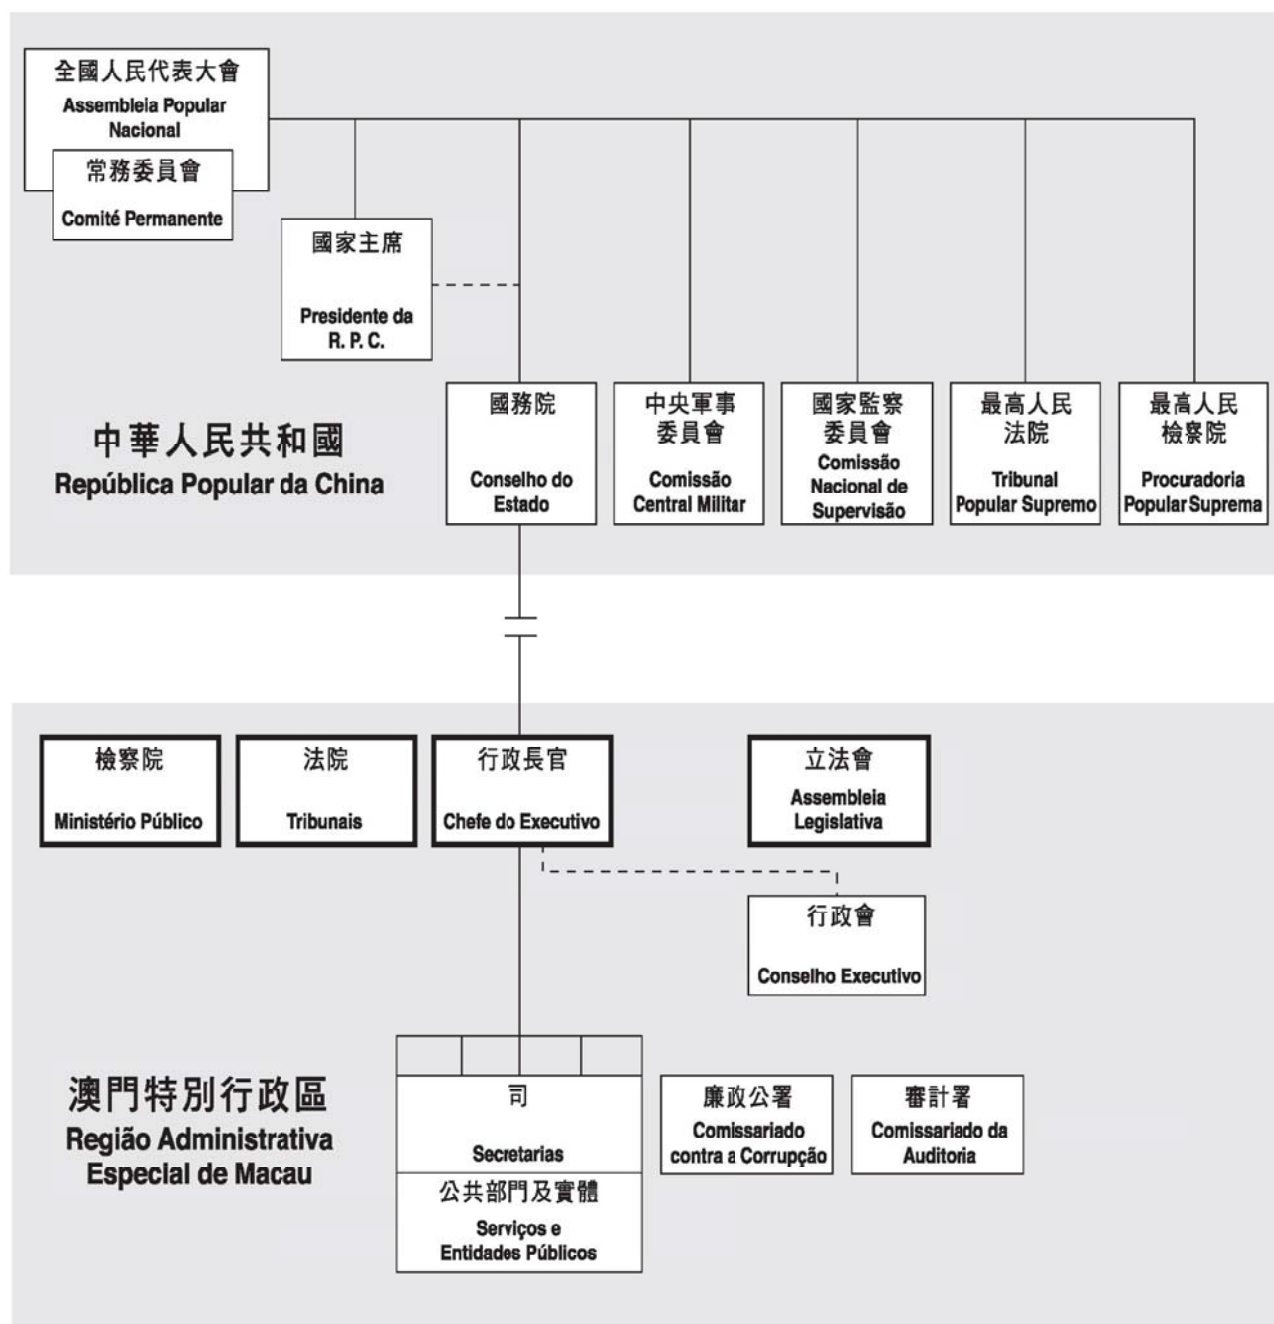 全國人民代表大會
Assembleia Popular
Nacional
常務委員會
Comité Permanente
國家主席
Presidente da
R. P. C.
國務院
Conselho do
Estado
中央軍事
委員會
Comissão
Central Militar
國家監察
委員會
Comissão
Nacional de
Supervisão
最高人民
法院
Tribunal
Popular Supremo
最高人民
檢察院
Procuradoria
Popular Suprema
中華人民共和國
República Popular da China
檢察院
Ministério Público
法院
Tribunais
行政長官
Chefe do Executivo
立法會
Assembleia
Legislativa
行政會
Conselho Executivo
澳門特別行政區
Região Administrativa
Especial de Macau
司
Secretarias
公共部門及實體
Serviços e
Entidades Públicos
廉政公署
Comissariado
contra a Corrupção
審計署
Comissariado da
Auditoria